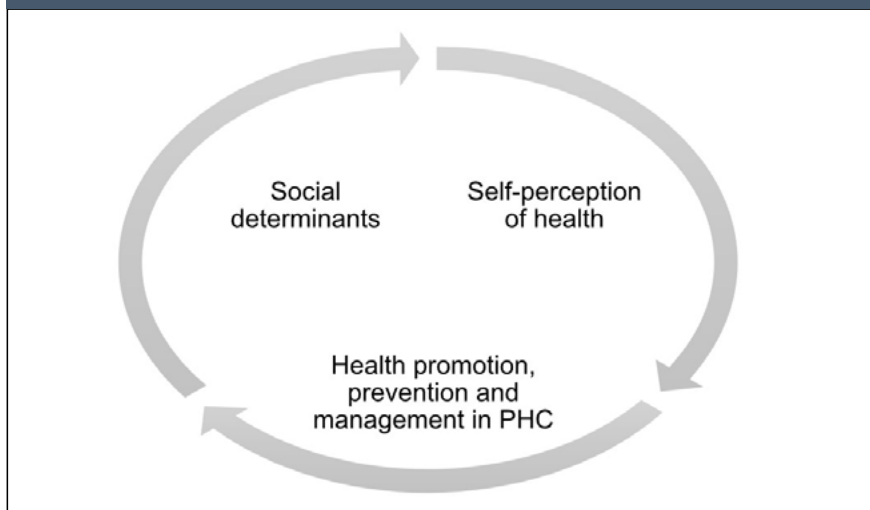 Social
determinants
Self-perception
of health
Health promotion,
prevention and
management in PHC